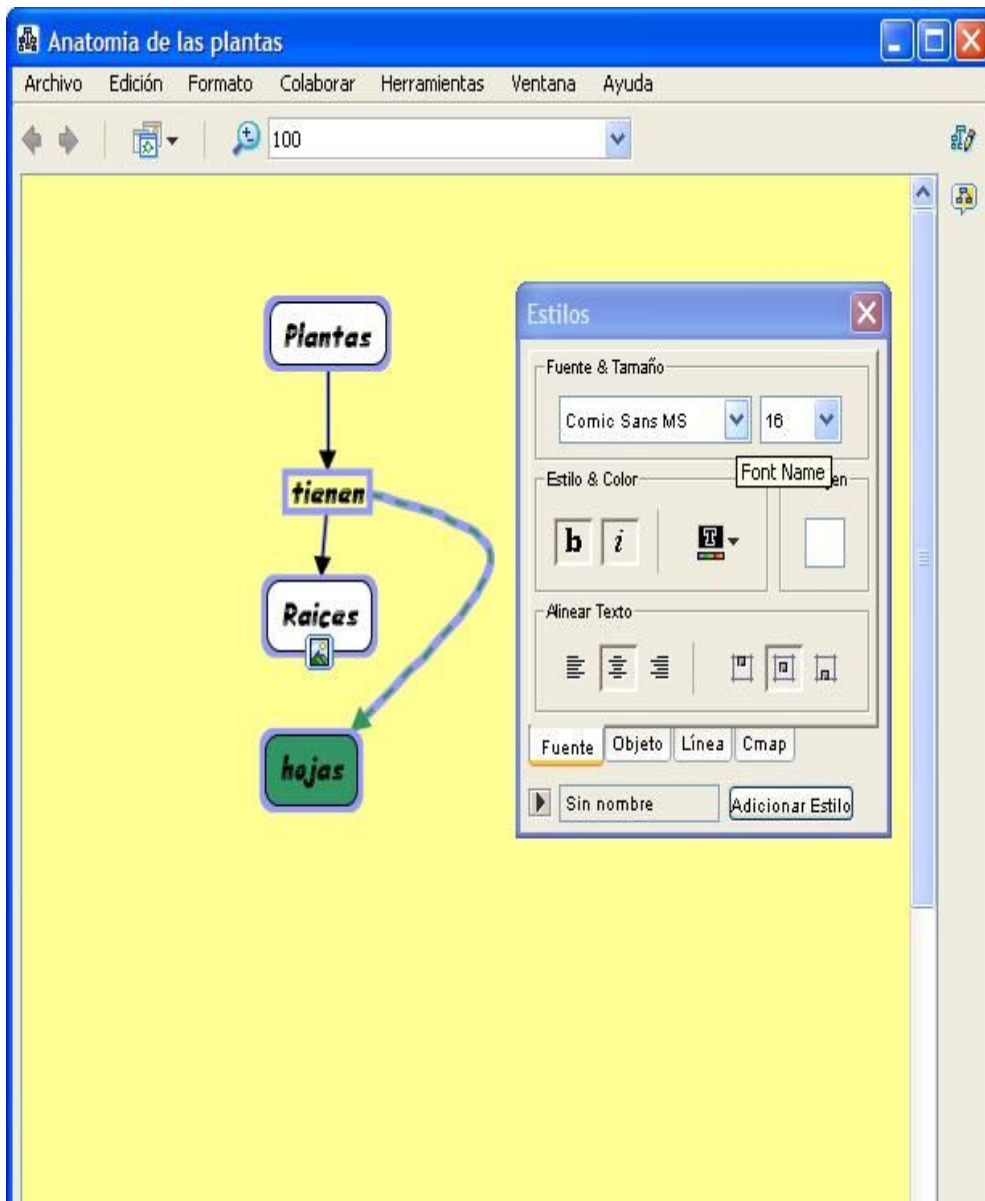 Anatomia de las plantas
Archivo Edición Formato Colaborar Herramientas Ventana Ayuda
100
Plantas
tienen
Raices
hojas
Estilos
Fuente & Tamaño
Comic Sans MS 16
Font Name
Estilo & Color
b i T
Alinear Texto
Fuente Objeto Línea Cmap
Sin nombre Adicionar Estilo